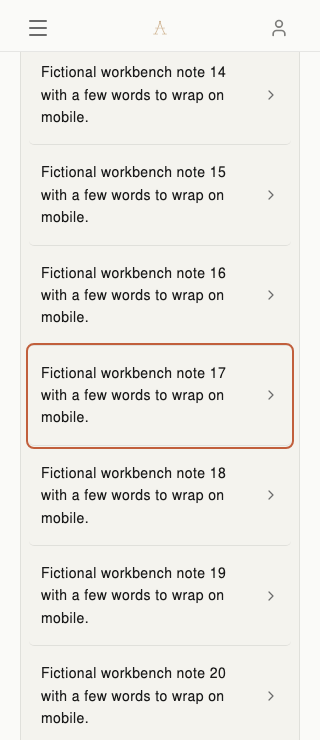 Fictional workbench note 14
with a few words to wrap on
mobile.
Fictional workbench note 15
with a few words to wrap on
mobile.
Fictional workbench note 16
with a few words to wrap on
mobile.
Fictional workbench note 17
with a few words to wrap on
mobile.
Fictional workbench note 18
with a few words to wrap on
mobile.
Fictional workbench note 19
with a few words to wrap on
mobile.
Fictional workbench note 20
with a few words to wrap on
mobile.